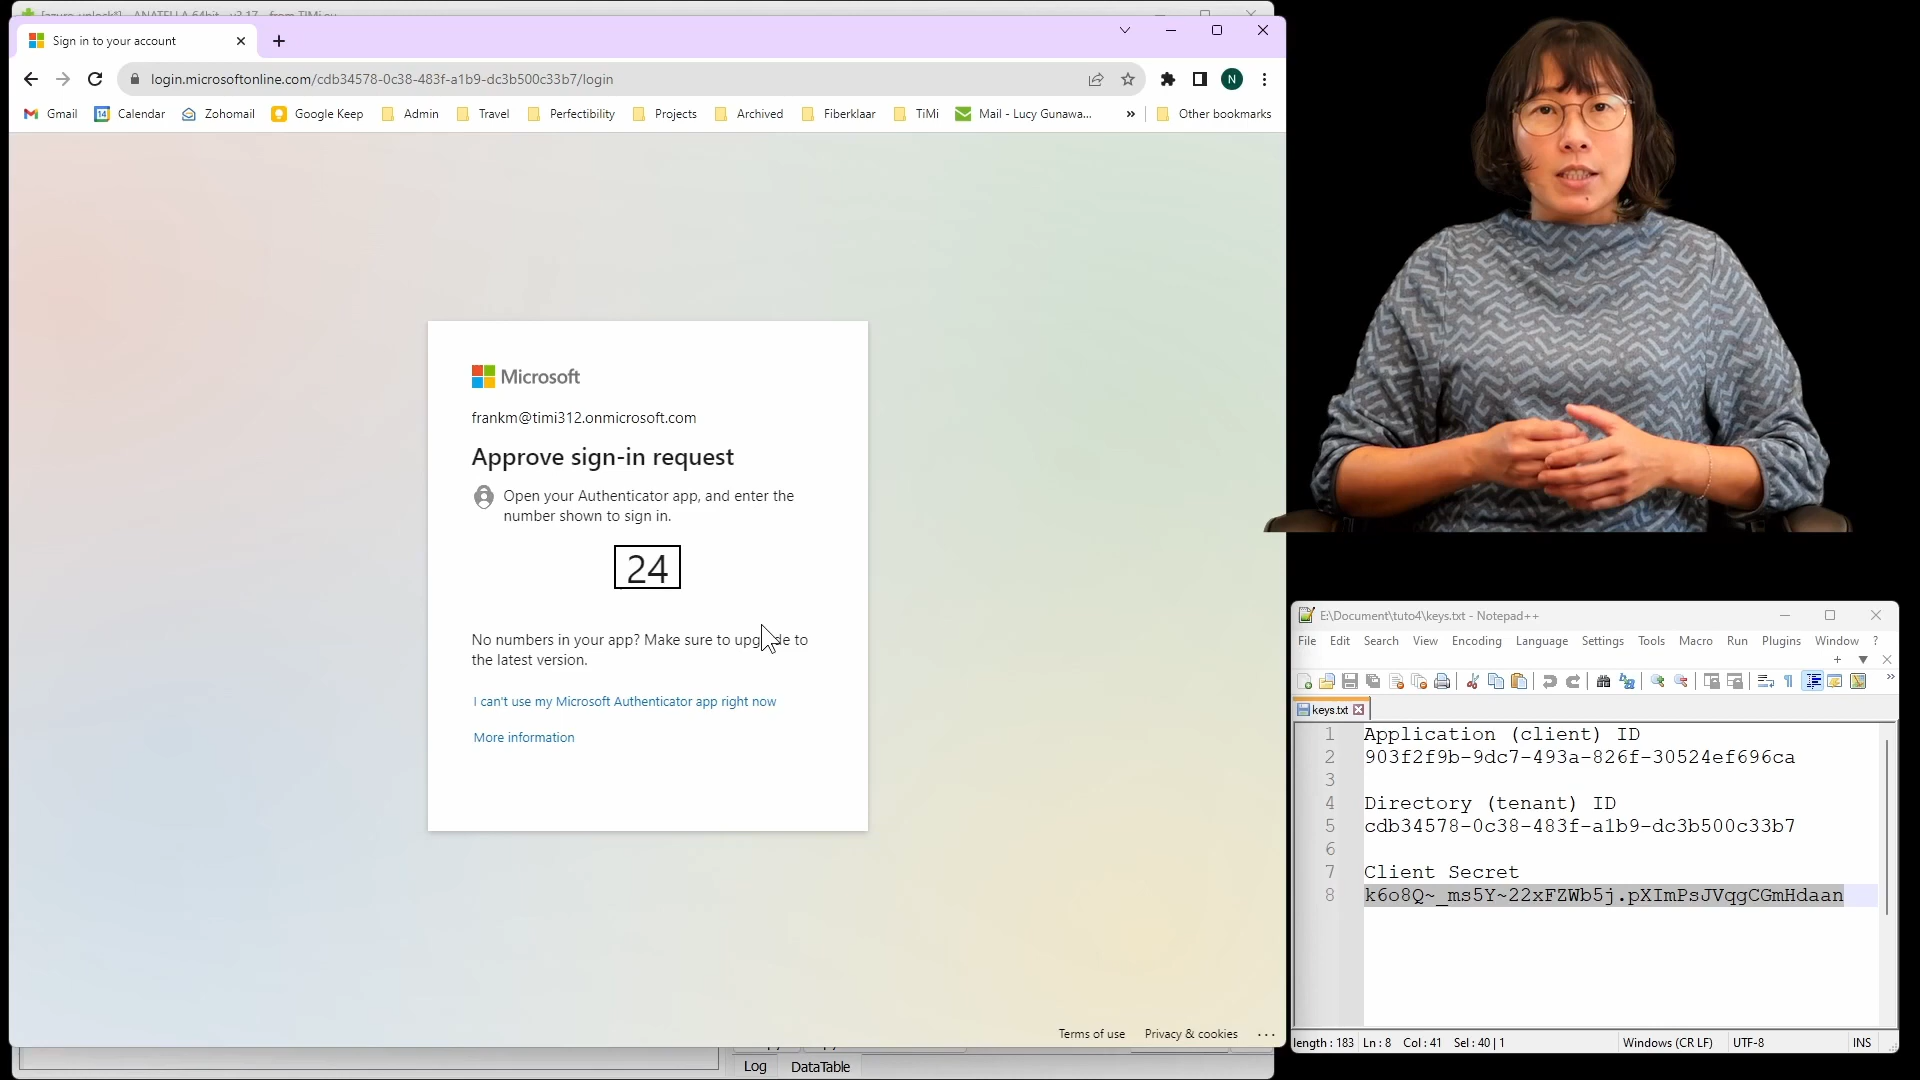 Sign in to your account
login.microsoftonline.com/cdb34578-0c38-483f-a1b9-dc3b500c33b7/login
N
Gmail
14
Calendar
Zohomail
Google Keep
Admin
Travel
Perfectibility
Projects
Archived
Fiberklaar
TiMi
Mail - Lucy Gunawa...
»
Other bookmarks
Microsoft
frankm@timi312.onmicrosoft.com
Approve sign-in request
Open your Authenticator app, and enter the
number shown to sign in.
24
No numbers in your app? Make sure to upgrade to
the latest version.
I can't use my Microsoft Authenticator app right now
More information
Terms of use
Privacy & cookies
...
Log
DataTable
E:\Document\tuto4\keys.txt - Notepad++
File Edit Search View Encoding Language Settings Tools Macro Run Plugins Window ?
keys.txt
1 Application (client) ID
2 903f2f9b-9dc7-493a-826f-30524ef696ca
3
4 Directory (tenant) ID
5 cdb34578-0c38-483f-a1b9-dc3b500c33b7
6
7 Client Secret
8 k6o8Q~_ms5Y~22xFZWb5j.pXImPsJVqgCGmHdaan
length : 183 Ln : 8 Col : 41 Sel : 40 | 1 Windows (CR LF) UTF-8 INS